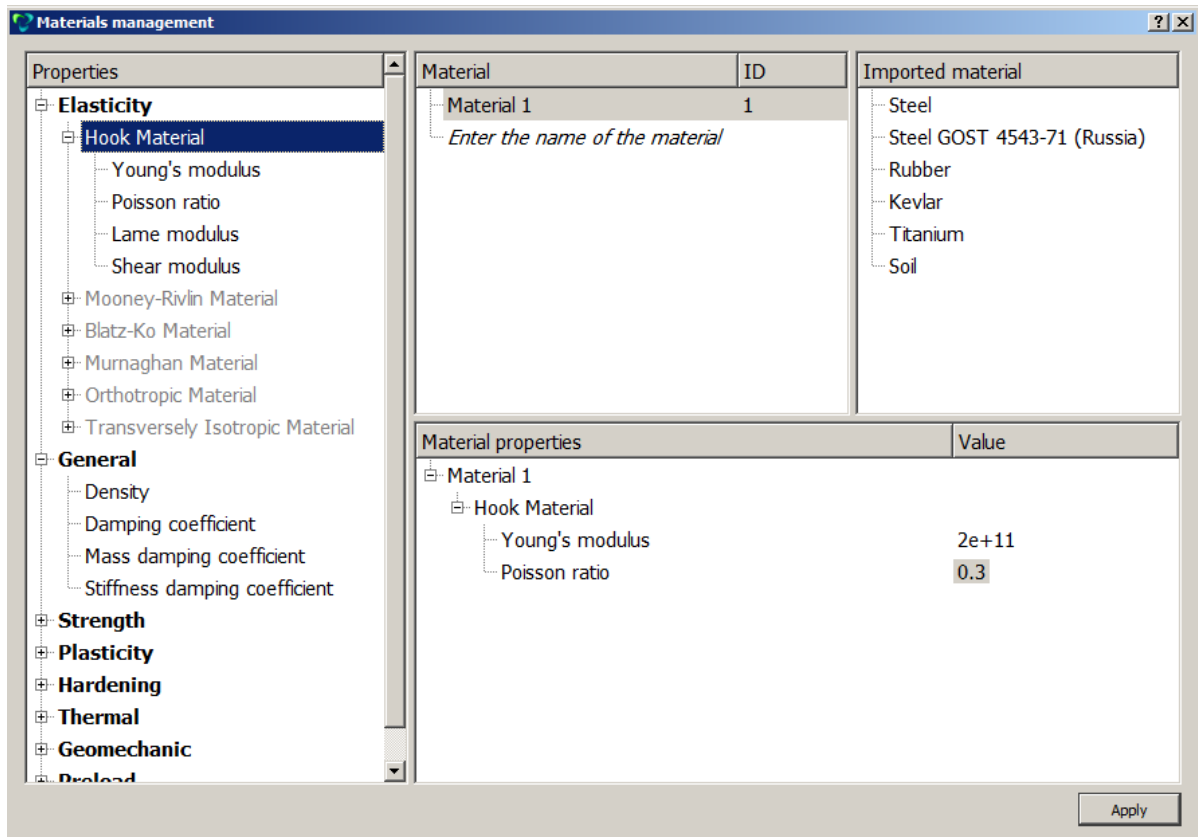 Materials management
Properties
Elasticity
Hook Material
Young's modulus
Poisson ratio
Lame modulus
Shear modulus
Mooney-Rivlin Material
Blatz-Ko Material
Murnaghan Material
Orthotropic Material
Transversely Isotropic Material
General
Density
Damping coefficient
Mass damping coefficient
Stiffness damping coefficient
Strength
Plasticity
Hardening
Thermal
Geomechanic
Preload
Material ID
Material 1 1
Enter the name of the material
Imported material
Steel
Steel GOST 4543-71 (Russia)
Rubber
Kevlar
Titanium
Soil
Material properties Value
Material 1
Hook Material
Young's modulus 2e+11
Poisson ratio 0.3
Apply